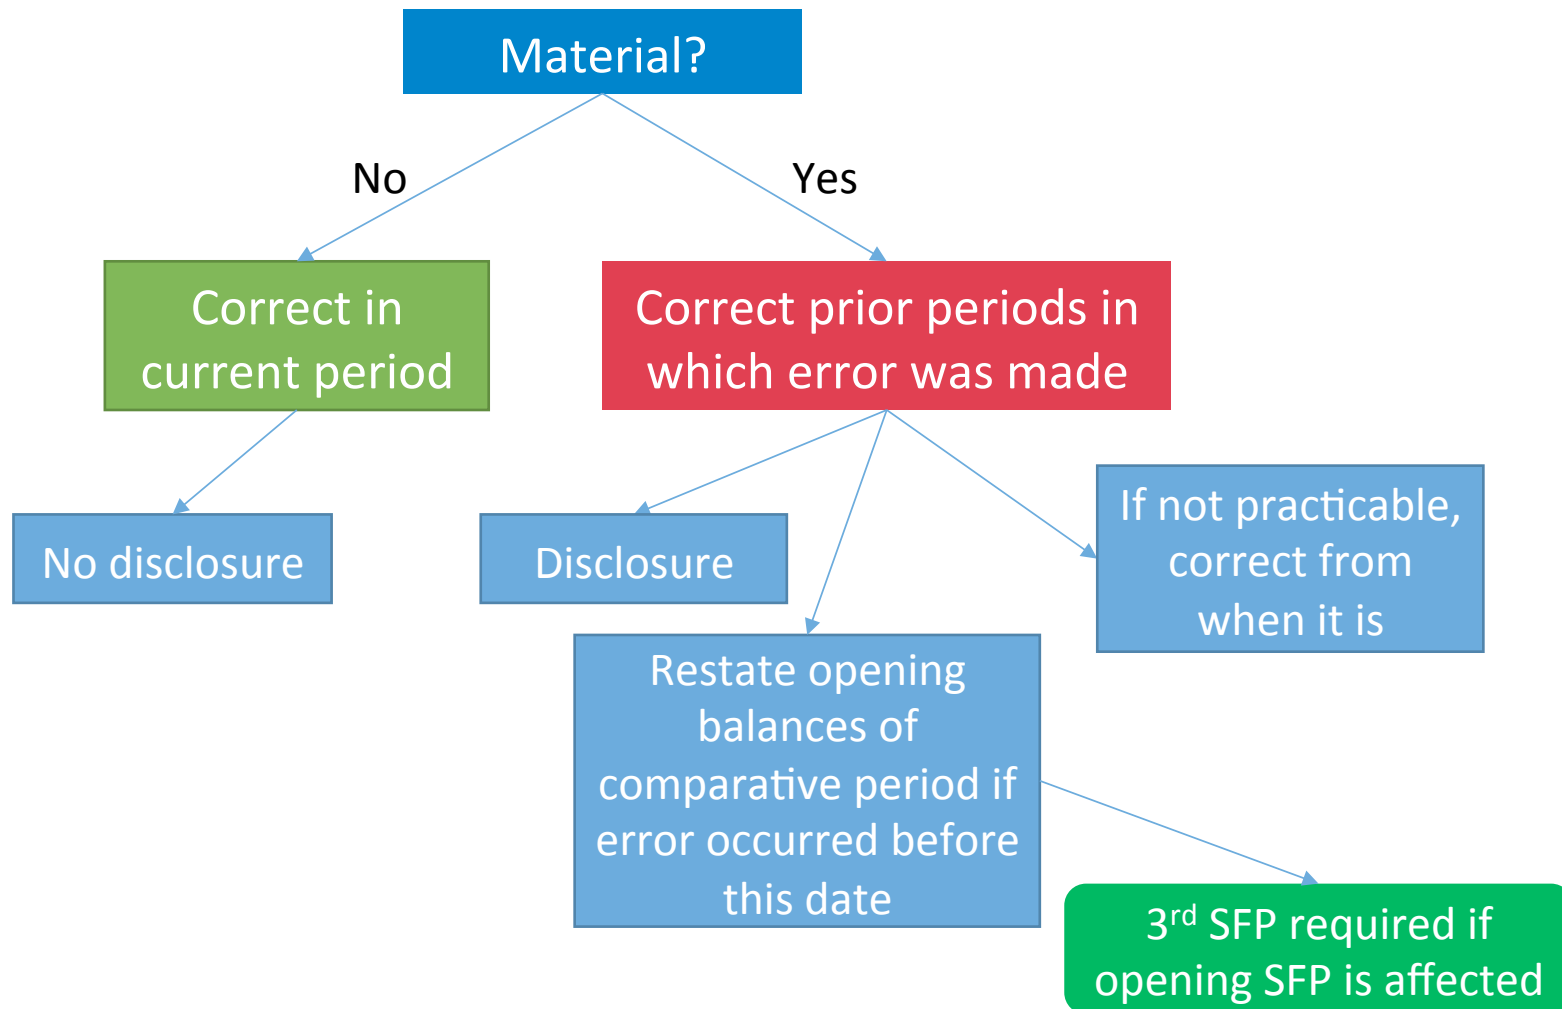 Material?
No
Yes
Correct in
current period
Correct prior periods in
which error was made
No disclosure
Disclosure
If not practicable,
correct from
when it is
Restate opening
balances of
comparative period if
error occurred before
this date
3rd SFP required if
opening SFP is affected